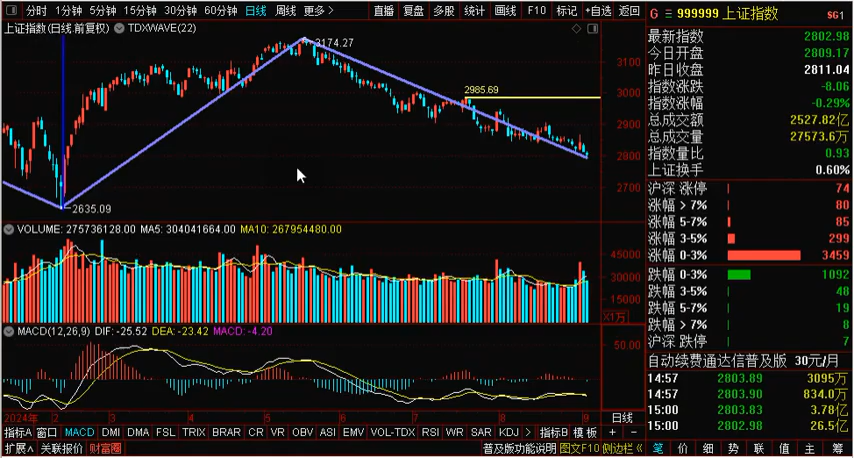 分时 1分钟 5分钟 15分钟 30分钟 60分钟 日线 周线 更多> 直播 复盘 多股 统计 画线 F10 标记 +自选 返回
上证指数(日线.前复权) TDXWAVE(22)
3174.27
2985.69
2635.09
3100
3000
2900
2800
2700
VOLUME: 275736128.00 MA5: 304041664.00 MA10: 267954480.00
45000
30000
15000
X1万
MACD(12,26,9) DIF: -25.52 DEA: -23.42 MACD: -4.20
50.00
0.00
2024年 2 3 4 5 6 7 8 9 日线
指标A 窗口 MACD DMI DMA FSL TRIX BRAR CR VR OBV ASI EMV VOL-TDX RSI WR SAR KDJ > 指标B 模板 + -
扩展∧ 关联报价 财富圈 普及版功能说明 图文F10 侧边栏《
G 三 999999 上证指数 SG1
最新指数 2802.98
今日开盘 2809.17
昨日收盘 2811.04
指数涨跌 -8.06
指数涨幅 -0.29%
总成交额 2527.82亿
总成交量 27573.6万
指数量比 0.93
上证换手 0.60%
沪深 涨停 74
涨幅 > 7% 80
涨幅 5-7% 85
涨幅 3-5% 299
涨幅 0-3% 3459
跌幅 0-3% 1092
跌幅 3-5% 48
跌幅 5-7% 19
跌幅 > 7% 8
沪深 跌停 7
自动续费通达信普及版 30元/月
14:57 2803.89 3095万
14:57 2803.90 834.0万
15:00 2803.83 3.78亿
15:00 2802.98 26.5亿
笔 价 细 势 联 值 主 筹